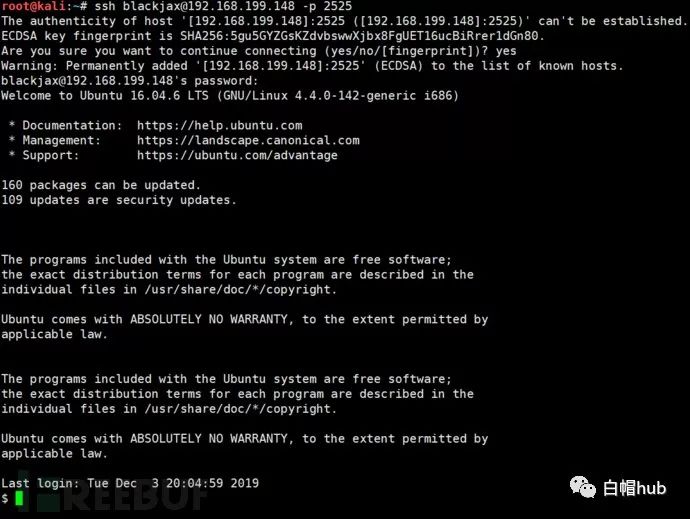 root@kali:~# ssh blackjax@192.168.199.148 -p 2525
The authenticity of host '[192.168.199.148]:2525 ([192.168.199.148]:2525)' can't be established.
ECDSA key fingerprint is SHA256:5gu5GYZGsKZdvbswwXjbx8FgUET16ucBiRrer1dGn80.
Are you sure you want to continue connecting (yes/no/[fingerprint])? yes
Warning: Permanently added '[192.168.199.148]:2525' (ECDSA) to the list of known hosts.
blackjax@192.168.199.148's password:
Welcome to Ubuntu 16.04.6 LTS (GNU/Linux 4.4.0-142-generic i686)
* Documentation:  https://help.ubuntu.com
* Management:     https://landscape.canonical.com
* Support:        https://ubuntu.com/advantage
160 packages can be updated.
109 updates are security updates.
The programs included with the Ubuntu system are free software;
the exact distribution terms for each program are described in the
individual files in /usr/share/doc/*/copyright.
Ubuntu comes with ABSOLUTELY NO WARRANTY, to the extent permitted by
applicable law.
The programs included with the Ubuntu system are free software;
the exact distribution terms for each program are described in the
individual files in /usr/share/doc/*/copyright.
Ubuntu comes with ABSOLUTELY NO WARRANTY, to the extent permitted by
applicable law.
Last login: Tue Dec  3 20:04:59 2019
$
REEBUF
白帽hub